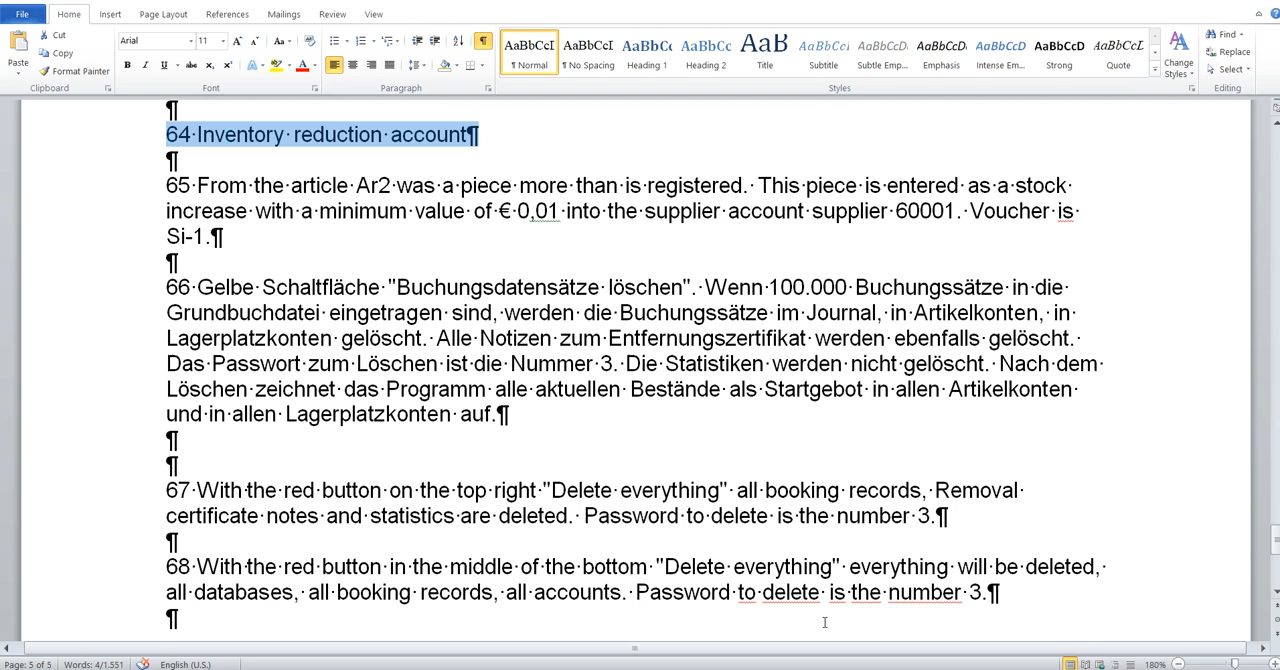 File Home Insert Page Layout References Mailings Review View
Paste Cut Copy Format Painter Clipboard
Arial 11 Font
Paragraph
AaBbCcI ¶ Normal AaBbCcI ¶ No Spacing AaBbCc Heading 1 AaBbCc Heading 2 AaB Title AaBbCcI Subtitle AaBbCcDc Subtle Emp... AaBbCcDc Emphasis AaBbCcD Intense Em... AaBbCcDc Strong AaBbCcL Quote Change Styles Styles
Find Replace Select Editing
¶
64 Inventory reduction account¶
¶
65 From the article Ar2 was a piece more than is registered. This piece is entered as a stock
increase with a minimum value of € 0,01 into the supplier account supplier 60001. Voucher is
Si-1.¶
¶
66 Gelbe Schaltfläche "Buchungsdatensätze löschen". Wenn 100.000 Buchungssätze in die
Grundbuchdatei eingetragen sind, werden die Buchungssätze im Journal, in Artikelkonten, in
Lagerplatzkonten gelöscht. Alle Notizen zum Entfernungszertifikat werden ebenfalls gelöscht.
Das Passwort zum Löschen ist die Nummer 3. Die Statistiken werden nicht gelöscht. Nach dem
Löschen zeichnet das Programm alle aktuellen Bestände als Startgebot in allen Artikelkonten
und in allen Lagerplatzkonten auf.¶
¶
¶
67 With the red button on the top right "Delete everything" all booking records, Removal
certificate notes and statistics are deleted. Password to delete is the number 3.¶
¶
68 With the red button in the middle of the bottom "Delete everything" everything will be deleted,
all databases, all booking records, all accounts. Password to delete is the number 3.¶
¶
Page: 5 of 5 Words: 4/1.551 English (U.S.) 180%